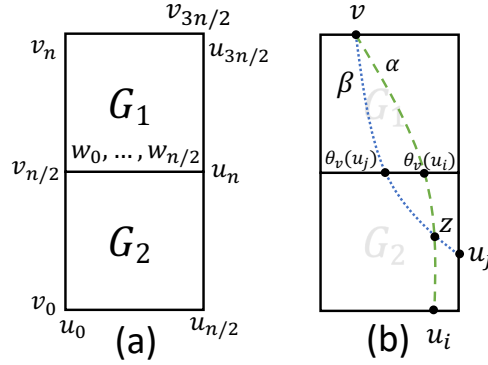 v_{3n/2}
v_n
u_{3n/2}
G_1
w_0, ..., w_{n/2}
v_{n/2}
u_n
G_2
v_0
u_0
u_{n/2}
(a)
v
α
β
G_1
θ_v(u_j)
θ_v(u_i)
z
G_2
u_j
u_i
(b)